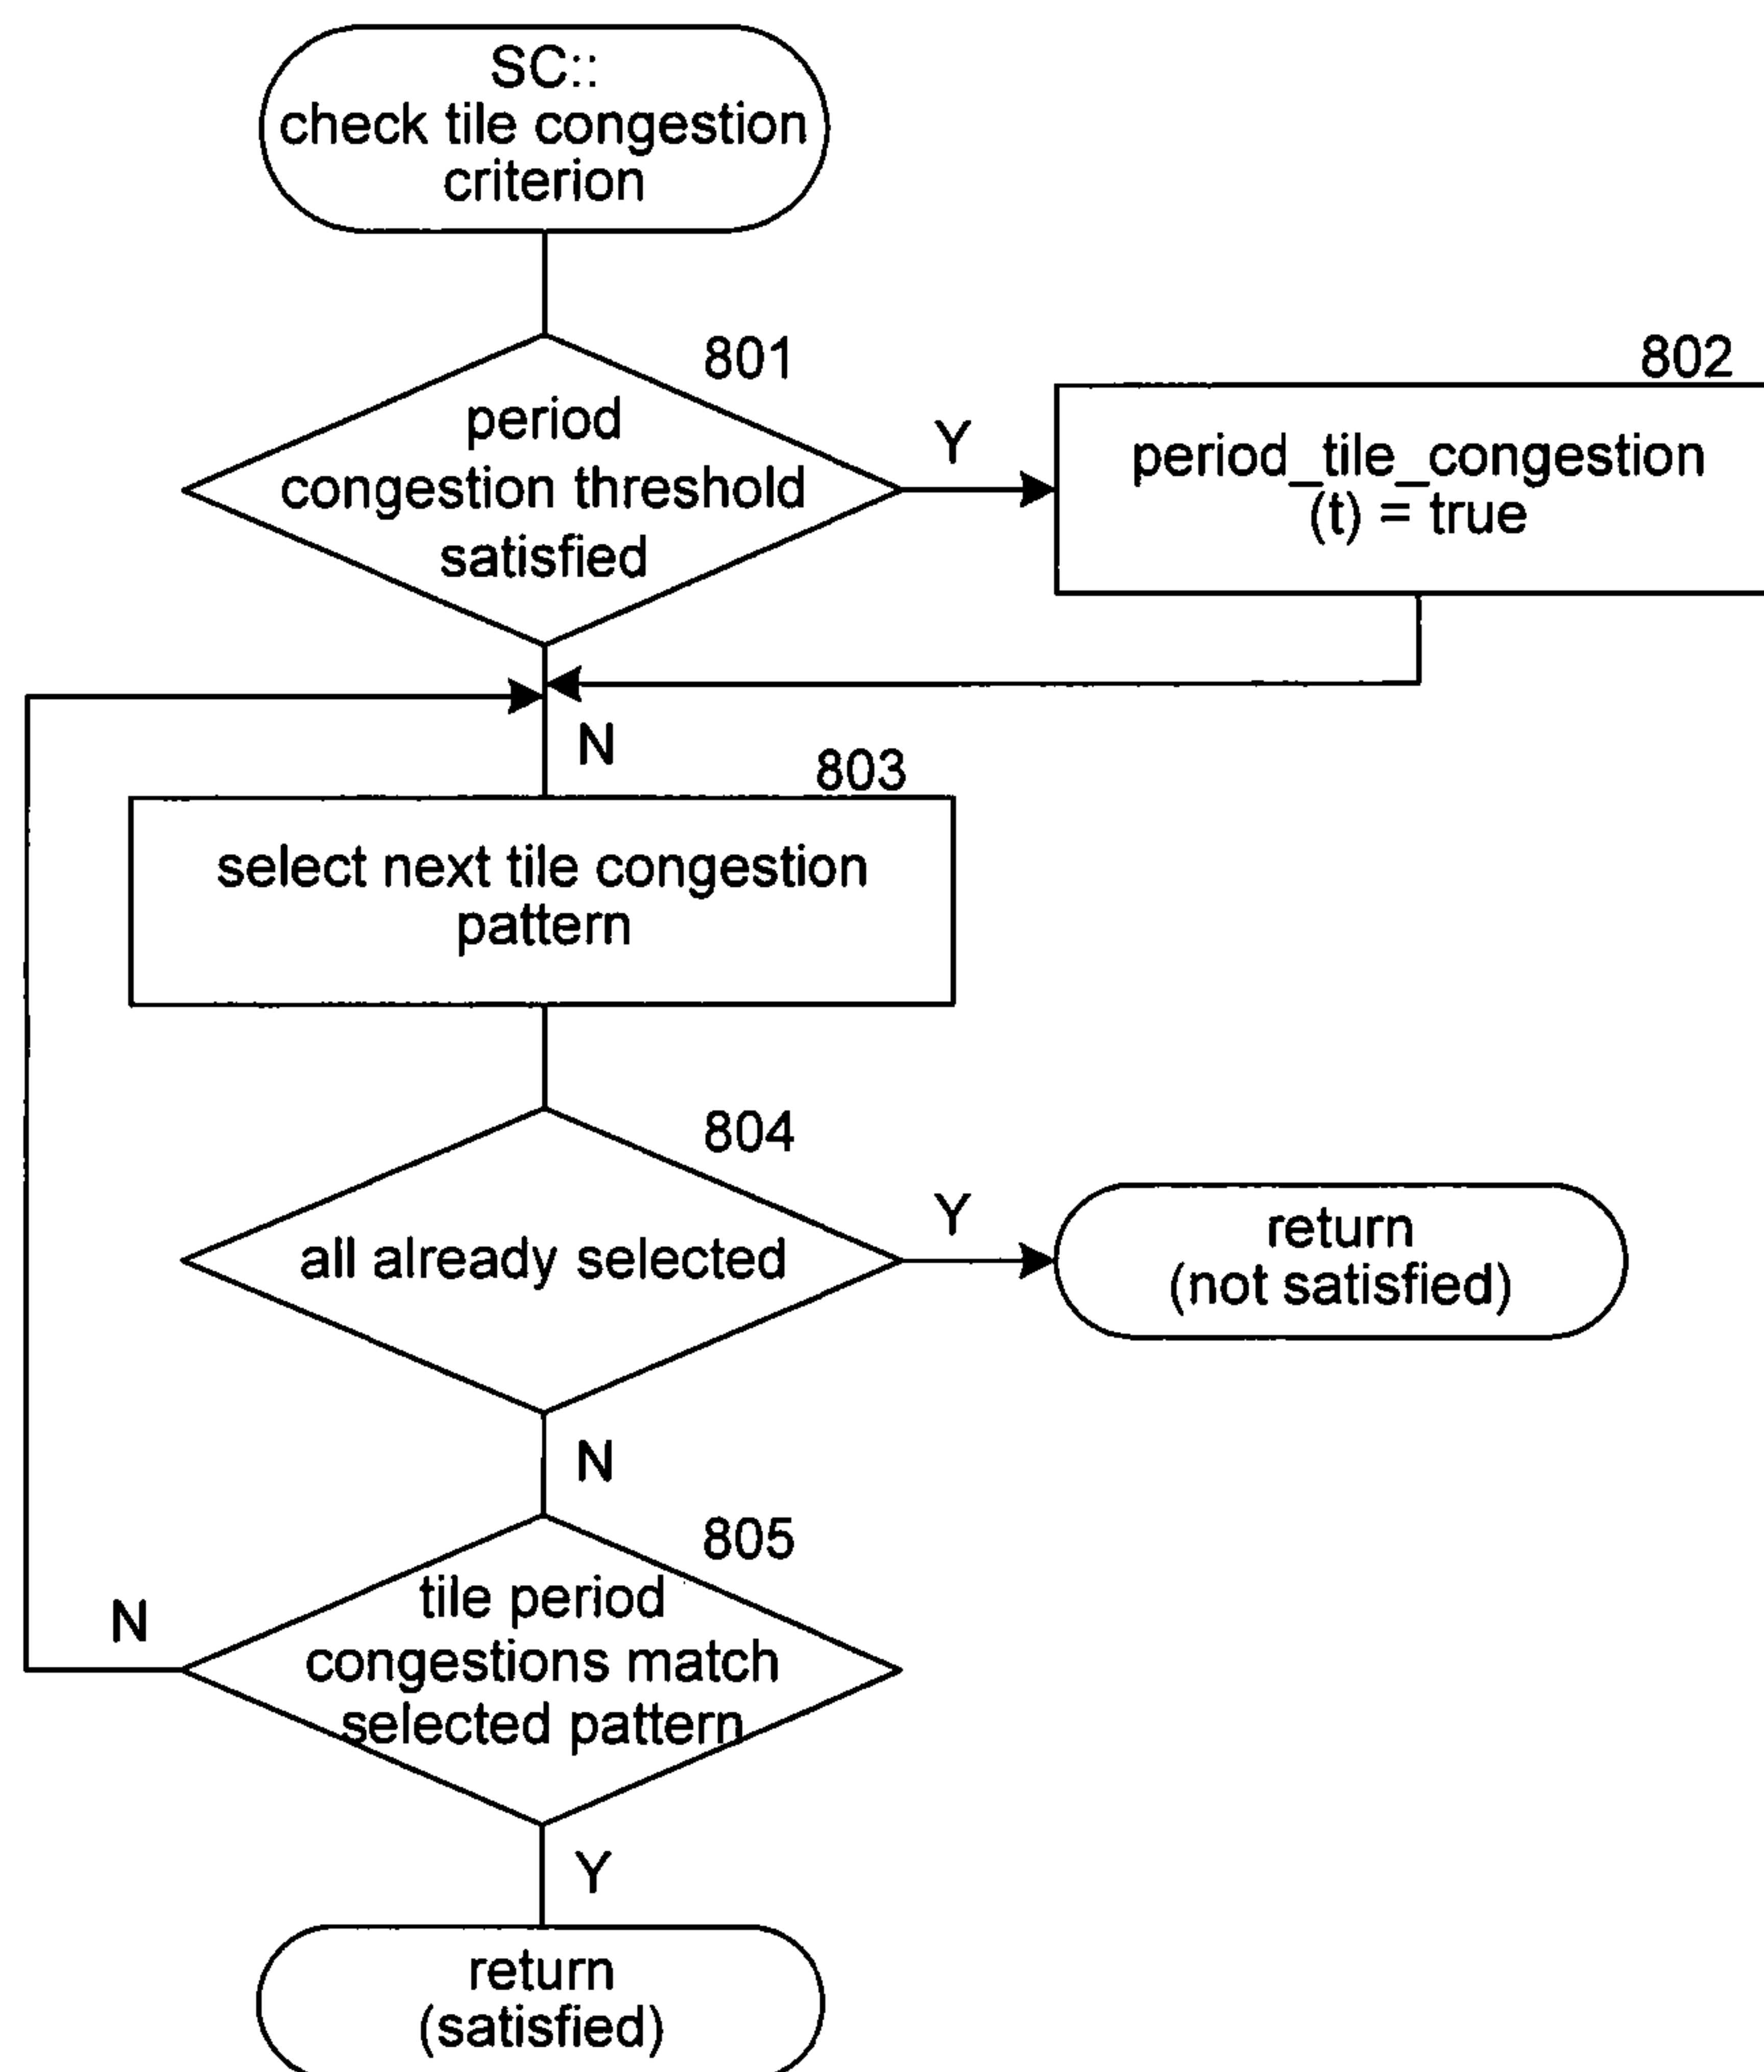 SC::
check tile congestion
criterion
801
period
congestion threshold
satisfied
Y
802
period_tile_congestion
(t) = true
N
803
select next tile congestion
pattern
804
all already selected
Y
return
(not satisfied)
N
805
tile period
congestions match
selected pattern
N
Y
return
(satisfied)